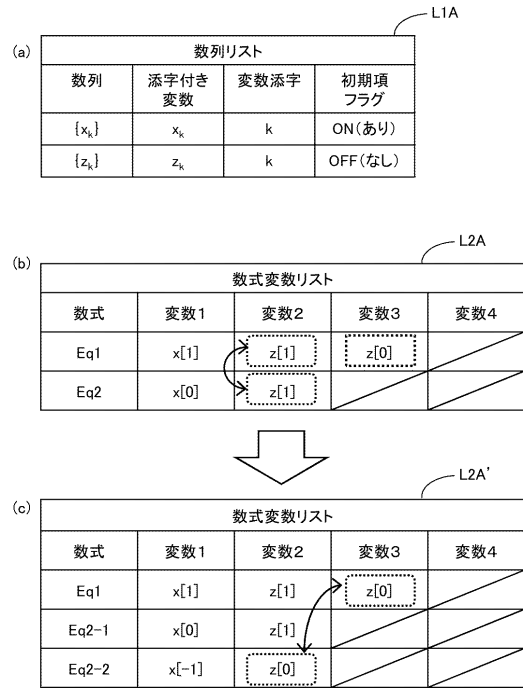 L1A
(a)
数列リスト
数列 添字付き変数 変数添字 初期項フラグ
{xk} xk k ON(あり)
{zk} zk k OFF(なし)
L2A
(b)
数式変数リスト
数式 変数1 変数2 変数3 変数4
Eq1 x[1] z[1] z[0]
Eq2 x[0] z[1]
L2A'
(c)
数式変数リスト
数式 変数1 変数2 変数3 変数4
Eq1 x[1] z[1] z[0]
Eq2-1 x[0] z[1]
Eq2-2 x[-1] z[0]